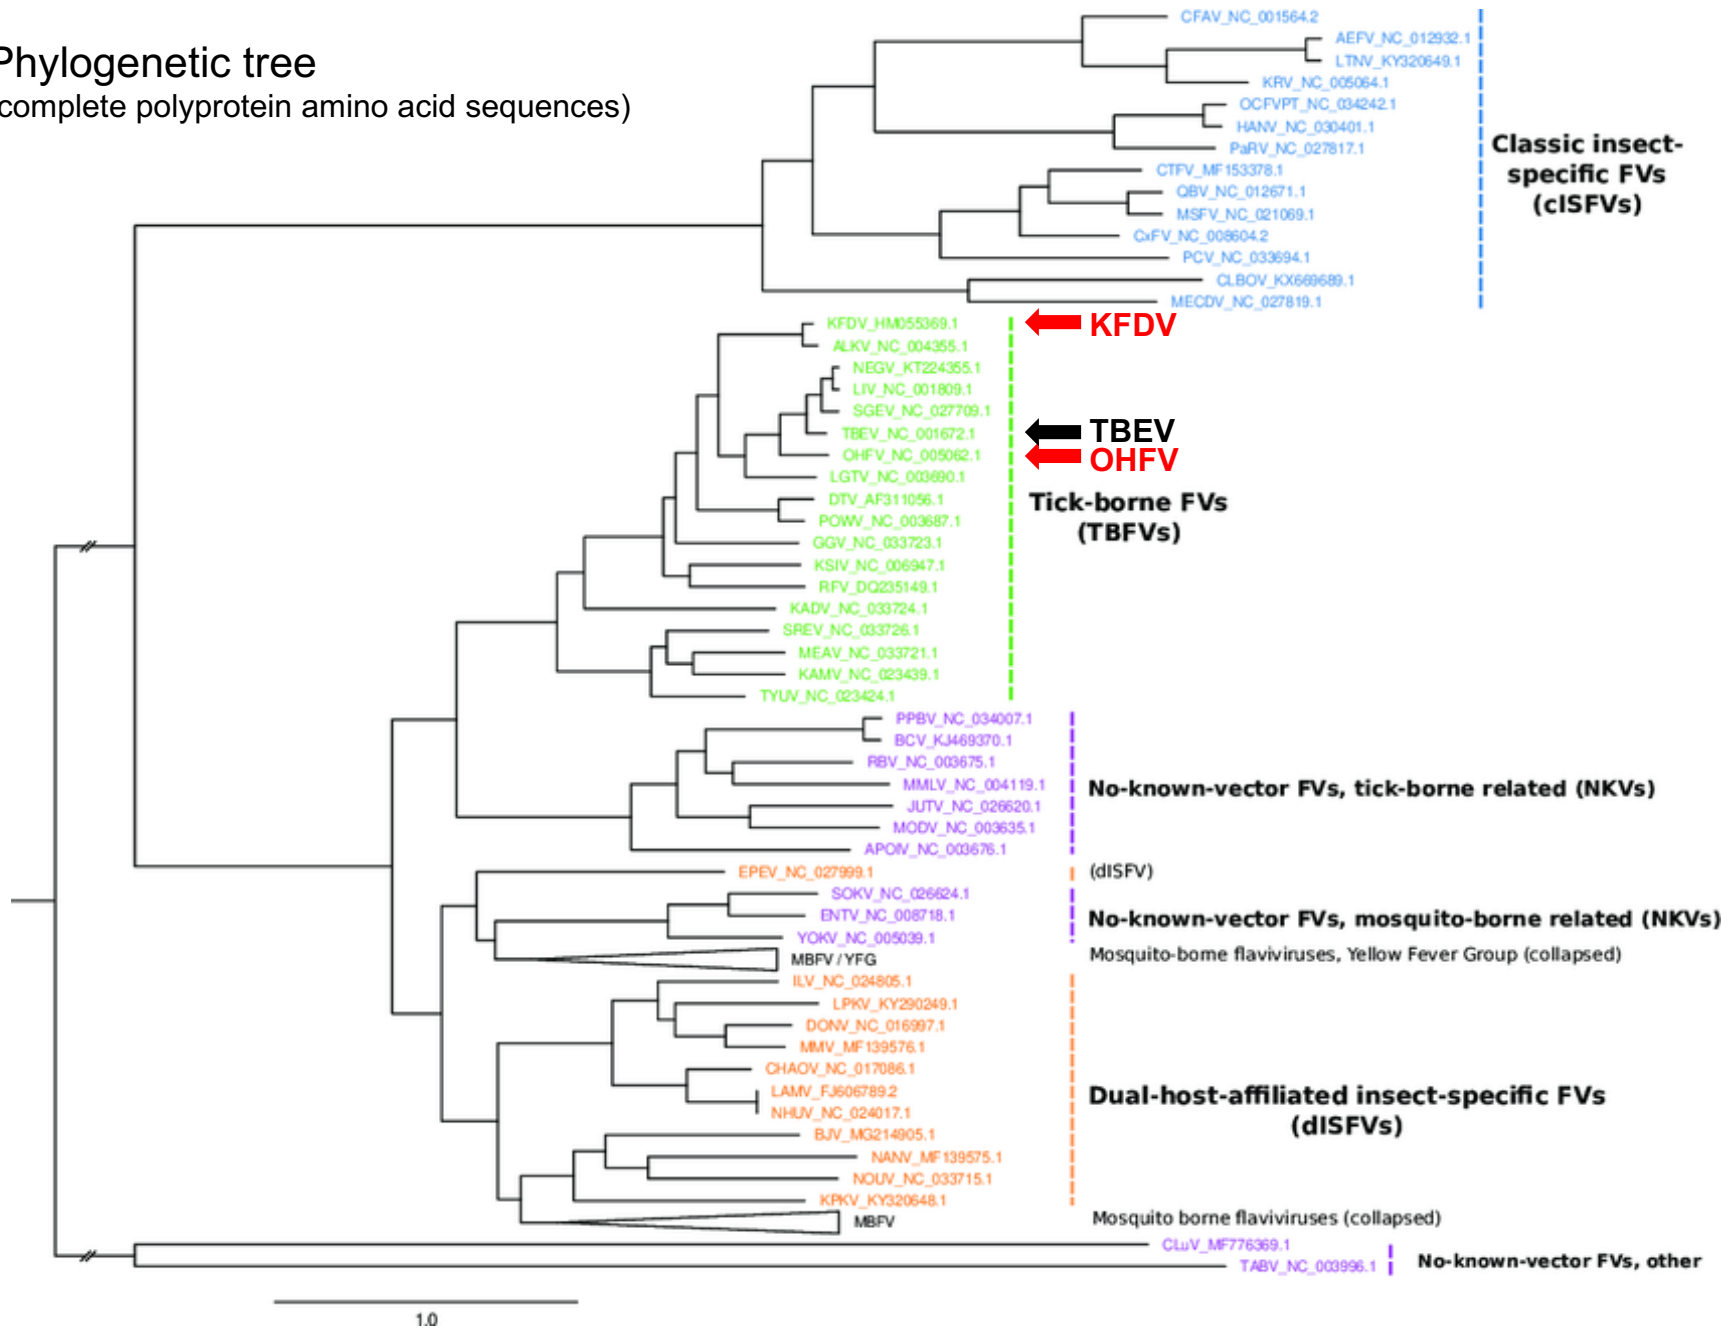 Phylogenetic tree
complete polyprotein amino acid sequences)
CFAV_NC_001564.2
AEFV_NC_012932.1
LTNV_KY320649.1
KRV_NC_005064.1
OCFVPT_NC_034242.1
HANV_NC_030401.1
PaRV_NC_027817.1
CTFV_MF153378.1
QBV_NC_012671.1
MSFV_NC_021069.1
CxFV_NC_008604.2
PCV_NC_033694.1
CLBOV_KX669689.1
MECDV_NC_027819.1
Classic insect-
specific FVs
(cISFVs)
KFDV_HM055369.1
KFDV
ALKV_NC_004355.1
NEGV_KT224355.1
LIV_NC_001809.1
SGEV_NC_027709.1
TBEV_NC_001672.1
TBEV
OHFV_NC_005062.1
OHFV
LGTV_NC_003690.1
DTV_AF311056.1
POWV_NC_003687.1
GGV_NC_033723.1
KSIV_NC_006947.1
RFV_DQ235149.1
KADV_NC_033724.1
SREV_NC_033726.1
MEAV_NC_033721.1
KAMV_NC_023439.1
TYUV_NC_023424.1
Tick-borne FVs
(TBFVs)
PPBV_NC_034007.1
BCV_KJ469370.1
RBV_NC_003675.1
MMLV_NC_004119.1
JUTV_NC_026620.1
MODV_NC_003635.1
APOIV_NC_003676.1
No-known-vector FVs, tick-borne related (NKVs)
EPEV_NC_027999.1
(dISFV)
SOKV_NC_026624.1
ENTV_NC_008718.1
YOKV_NC_005039.1
No-known-vector FVs, mosquito-borne related (NKVs)
MBFV / YFG
Mosquito-borne flaviviruses, Yellow Fever Group (collapsed)
ILV_NC_024805.1
LPKV_KY290249.1
DONV_NC_016997.1
MMV_MF139576.1
CHAOV_NC_017086.1
LAMV_FJ606789.2
NHUV_NC_024017.1
BJV_MG214905.1
NANV_MF139575.1
NOUV_NC_033715.1
KPKV_KY320648.1
Dual-host-affiliated insect-specific FVs
(dISFVs)
MBFV
Mosquito borne flaviviruses (collapsed)
CLuV_MF776369.1
TABV_NC_003996.1
No-known-vector FVs, other
1.0